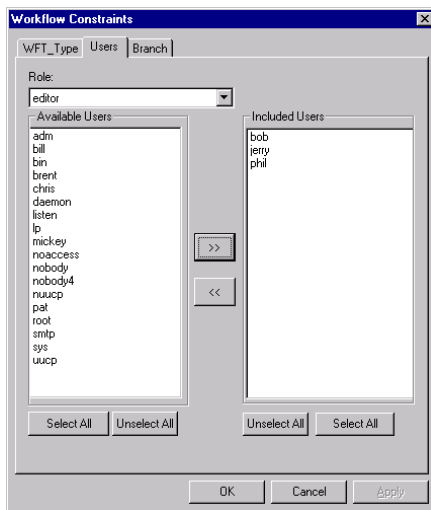 Workflow Constraints
WFT_Type Users Branch
Role:
editor
Available Users
adm
bill
bin
brent
chris
daemon
listen
lp
mickey
noaccess
nobody
nobody4
nuucp
pat
root
smtp
sys
uucp
>>
<<
Included Users
bob
jerry
phil
Select All Unselect All Unselect All Select All
OK Cancel Apply